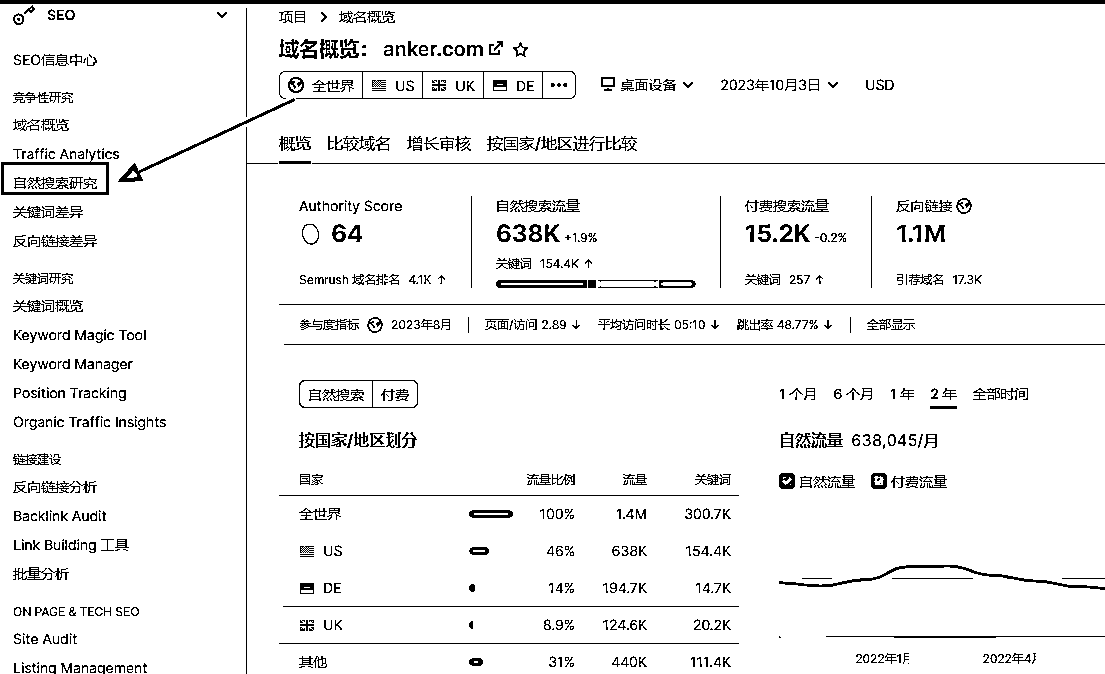 SEO
SEO信息中心
竞争性研究
域名概览
Traffic Analytics
自然搜索研究
关键词差异
反向链接差异
关键词研究
关键词概览
Keyword Magic Tool
Keyword Manager
Position Tracking
Organic Traffic Insights
链接建设
反向链接分析
Backlink Audit
Link Building 工具
批量分析
ON PAGE & TECH SEO
Site Audit
Listing Management
项目 > 域名概览
域名概览: anker.com
全世界 US UK DE ••• 桌面设备 2023年10月3日 USD
概览 比较域名 增长审核 按国家/地区进行比较
Authority Score
64
Semrush 域名排名 4.1K ↑
自然搜索流量
638K +1.9%
关键词 154.4K ↑
付费搜索流量
15.2K -0.2%
关键词 257 ↑
反向链接
1.1M
引荐域名 17.3K
参与度指标 2023年8月 页面/访问 2.89 ↓ 平均访问时长 05:10 ↓ 跳出率 48.77% ↓ 全部显示
自然搜索 付费
按国家/地区划分
国家 流量比例 流量 关键词
全世界 100% 1.4M 300.7K
US 46% 638K 154.4K
DE 14% 194.7K 14.7K
UK 8.9% 124.6K 20.2K
其他 31% 440K 111.4K
1 个月 6 个月 1 年 2 年 全部时间
自然流量 638,045/月
自然流量 付费流量
2022年1月 2022年4月